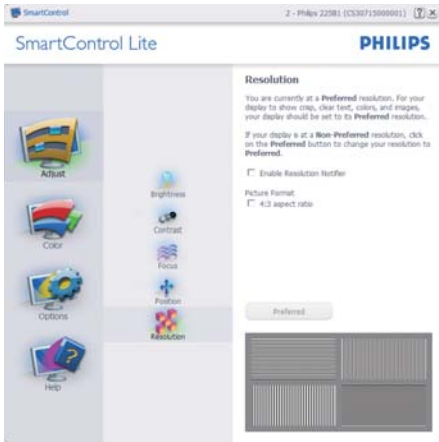 SmartControl
2 - Philips 225B1 (CS30715000001)
SmartControl Lite
PHILIPS
Adjust
Color
Options
Help
Brightness
Contrast
Focus
Position
Resolution
Resolution
You are currently at a Preferred resolution. For your
display to show crisp, clear text, colors, and images,
your display should be set to its Preferred resolution.
If your display is at a Non-Preferred resolution, click
on the Preferred button to change your resolution to
Preferred.
Enable Resolution Notifier
Picture Format
4:3 aspect ratio
Preferred